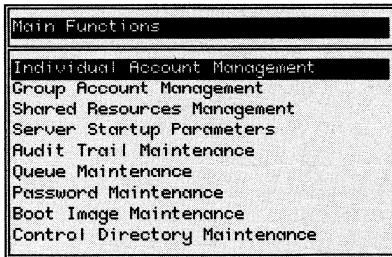 Main Functions
Individual Account Management
Group Account Management
Shared Resources Management
Server Startup Parameters
Audit Trail Maintenance
Queue Maintenance
Password Maintenance
Boot Image Maintenance
Control Directory Maintenance